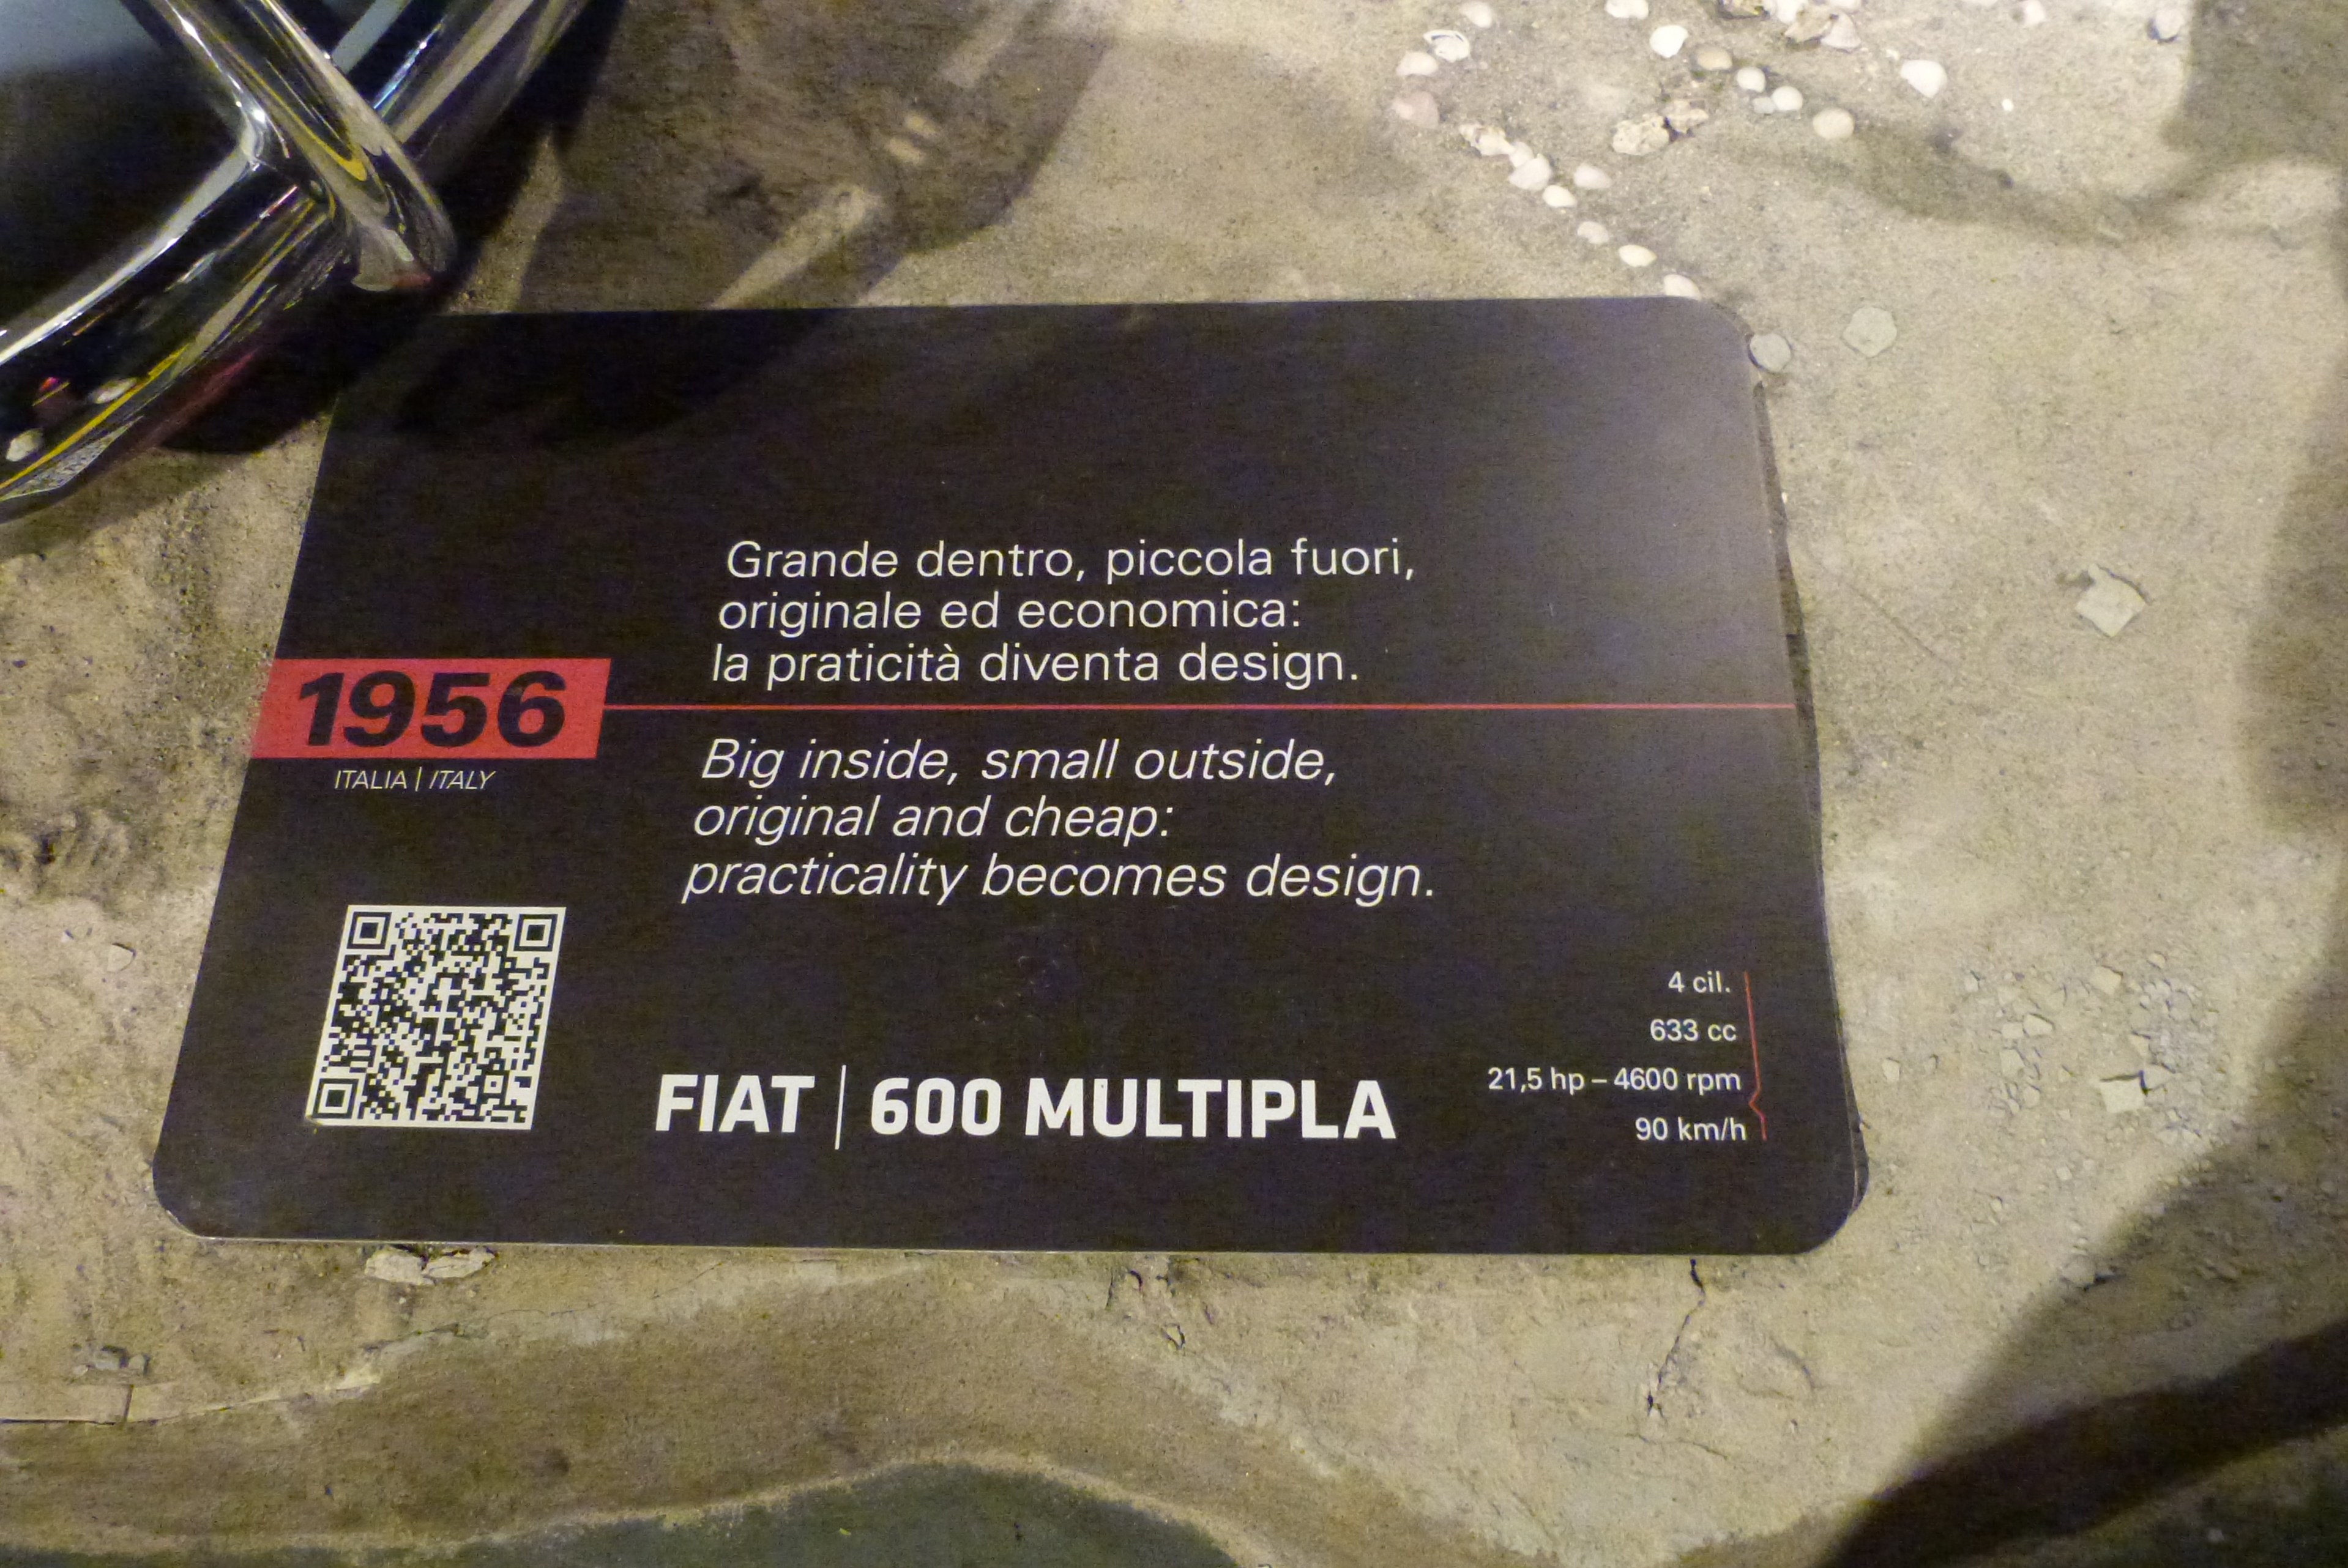 Grande dentro, piccola fuori,
originale ed economica:
la praticità diventa design.
1956
ITALIA | ITALY
Big inside, small outside,
original and cheap:
practicality becomes design.
FIAT | 600 MULTIPLA
4 cil.
633 cc
21,5 hp – 4600 rpm
90 km/h